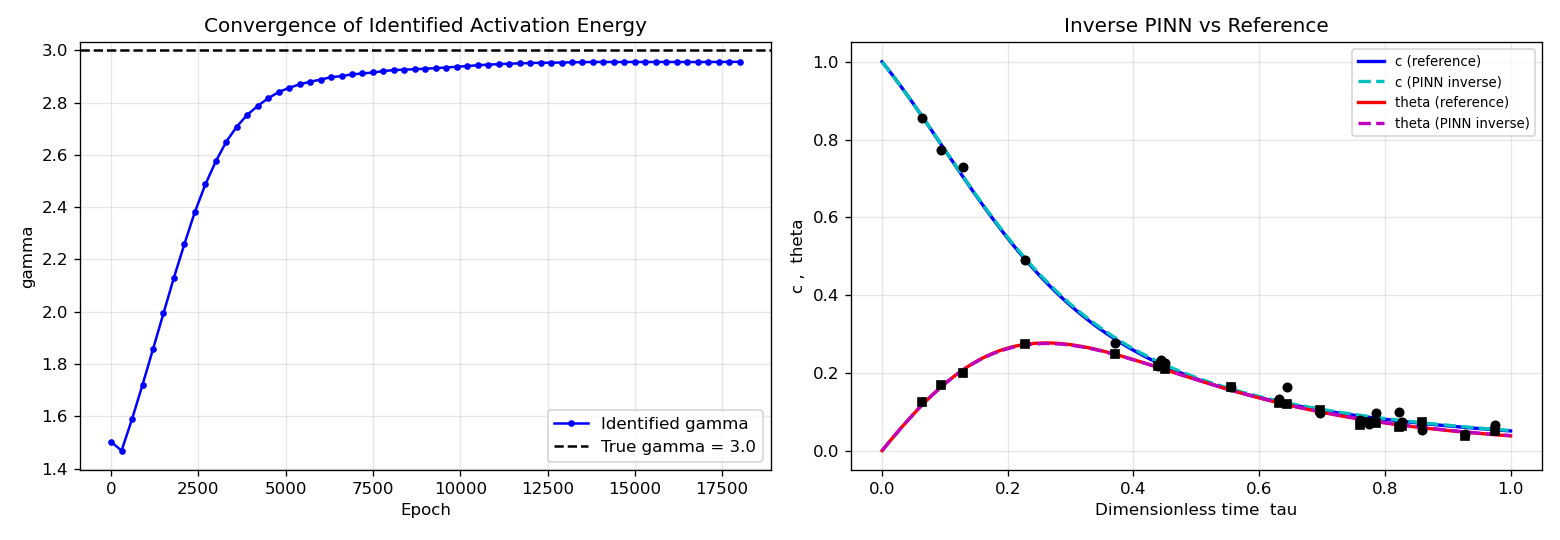 Convergence of Identified Activation Energy
3.0
2.8
2.6
2.4
2.2
2.0
1.8
1.6
1.4
gamma
0
2500
5000
7500
10000
12500
15000
17500
Epoch
Identified gamma
True gamma = 3.0
Inverse PINN vs Reference
1.0
0.8
0.6
0.4
0.2
0.0
c ,  theta
0.0
0.2
0.4
0.6
0.8
1.0
Dimensionless time  tau
c (reference)
c (PINN inverse)
theta (reference)
theta (PINN inverse)